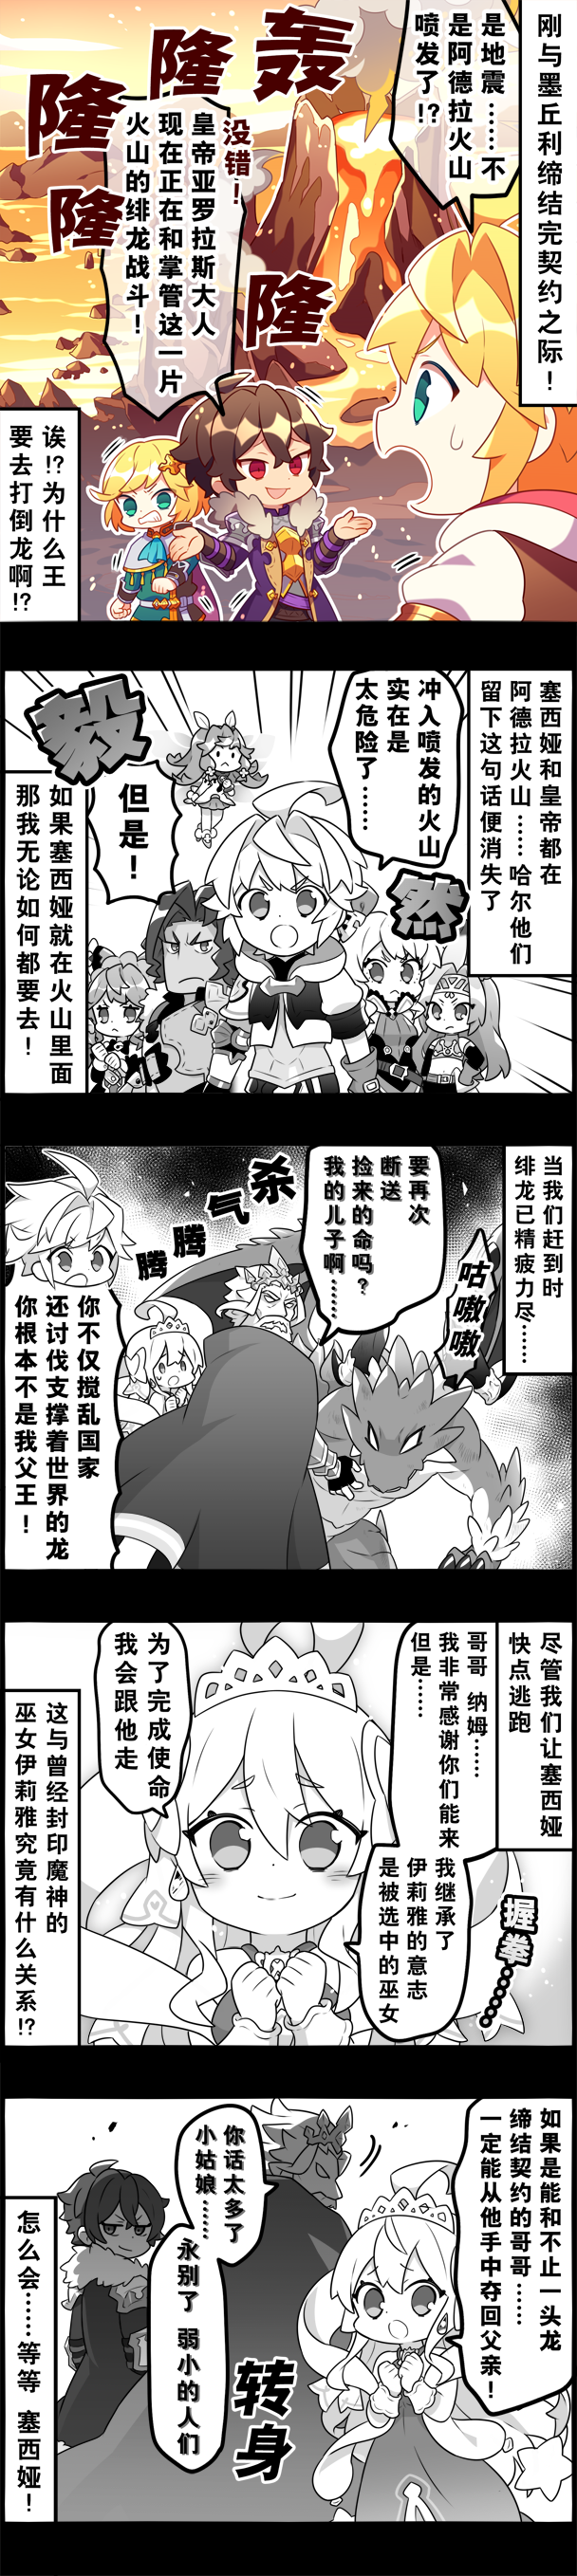 刚与墨丘利缔结完契约之际！
是地震……不
是阿德拉火山
喷发了!?
轰
隆
隆
隆
隆
没错！
皇帝亚罗拉斯大人
现在正在和掌管这一片
火山的绯龙战斗！
诶!?为什么王
要去打倒龙啊!?
塞西娅和皇帝都在
阿德拉火山……哈尔他们
留下这句话便消失了
冲入喷发的火山
实在是
太危险了……
毅
然
但是！
如果塞西娅就在火山里面
那我无论如何都要去！
当我们赶到时
绯龙已精疲力尽……
咕嗷嗷
要再次
断送
捡来的命吗？
我的儿子啊……
杀
气
腾
腾
你不仅搅乱国家
还讨伐支撑着世界的龙
你根本不是我父王！
尽管我们让塞西娅
快点逃跑
哥哥 纳姆……
我非常感谢你们能来
但是……
我继承了
伊莉雅的意志
是被选中的巫女
握拳……
为了完成使命
我会跟他走
这与曾经封印魔神的
巫女伊莉雅究竟有什么关系!?
如果是能和不止一头龙
缔结契约的哥哥……
一定能从他手中夺回父亲！
你话太多了
小姑娘……
永别了 弱小的人们
转身
怎么会……等等 塞西娅！